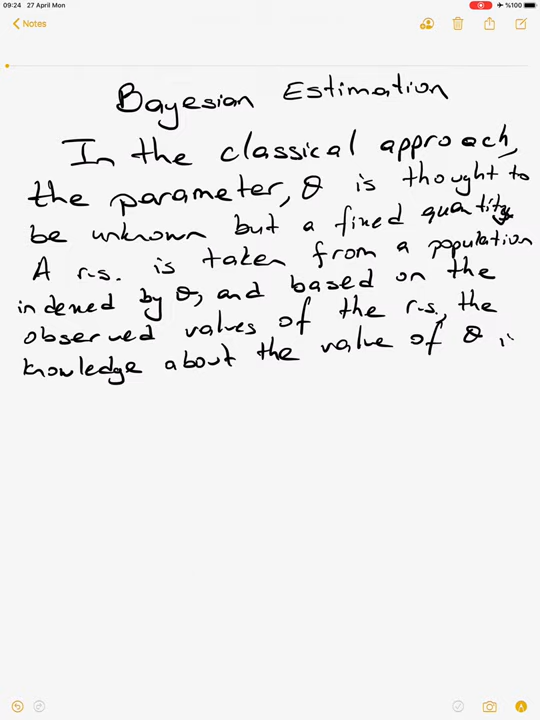 09:24 27 April Mon
%100
Notes
Bayesian Estimation
In the classical approach,
the parameter, θ is thought to
be unknown but a fixed quantity.
A r.s. is taken from a population
indexed by θ, and based on the
observed values of the r.s., the
knowledge about the value of θ i